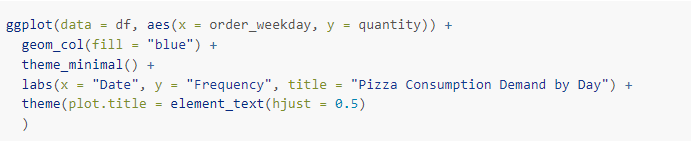 ggplot(data = df, aes(x = order_weekday, y = quantity)) +
  geom_col(fill = "blue") +
  theme_minimal() +
  labs(x = "Date", y = "Frequency", title = "Pizza Consumption Demand by Day") +
  theme(plot.title = element_text(hjust = 0.5)
  )